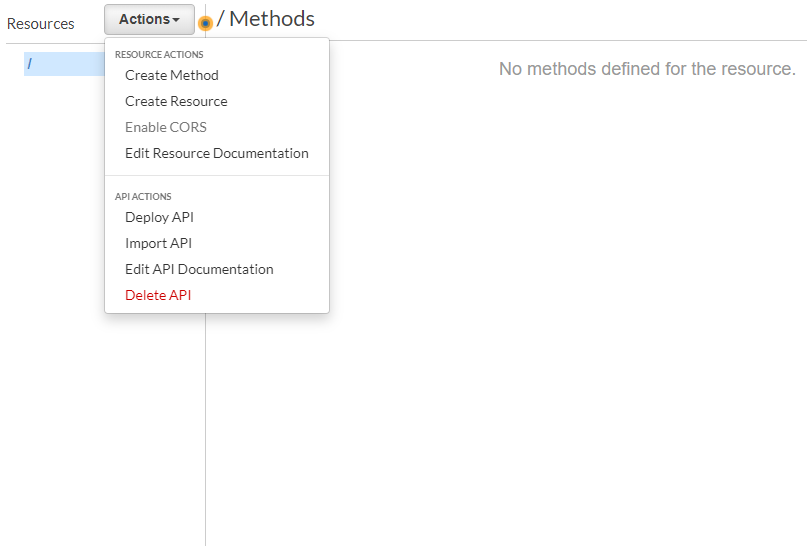 Resources
Actions
/ Methods
/
No methods defined for the resource.
RESOURCE ACTIONS
Create Method
Create Resource
Enable CORS
Edit Resource Documentation
API ACTIONS
Deploy API
Import API
Edit API Documentation
Delete API